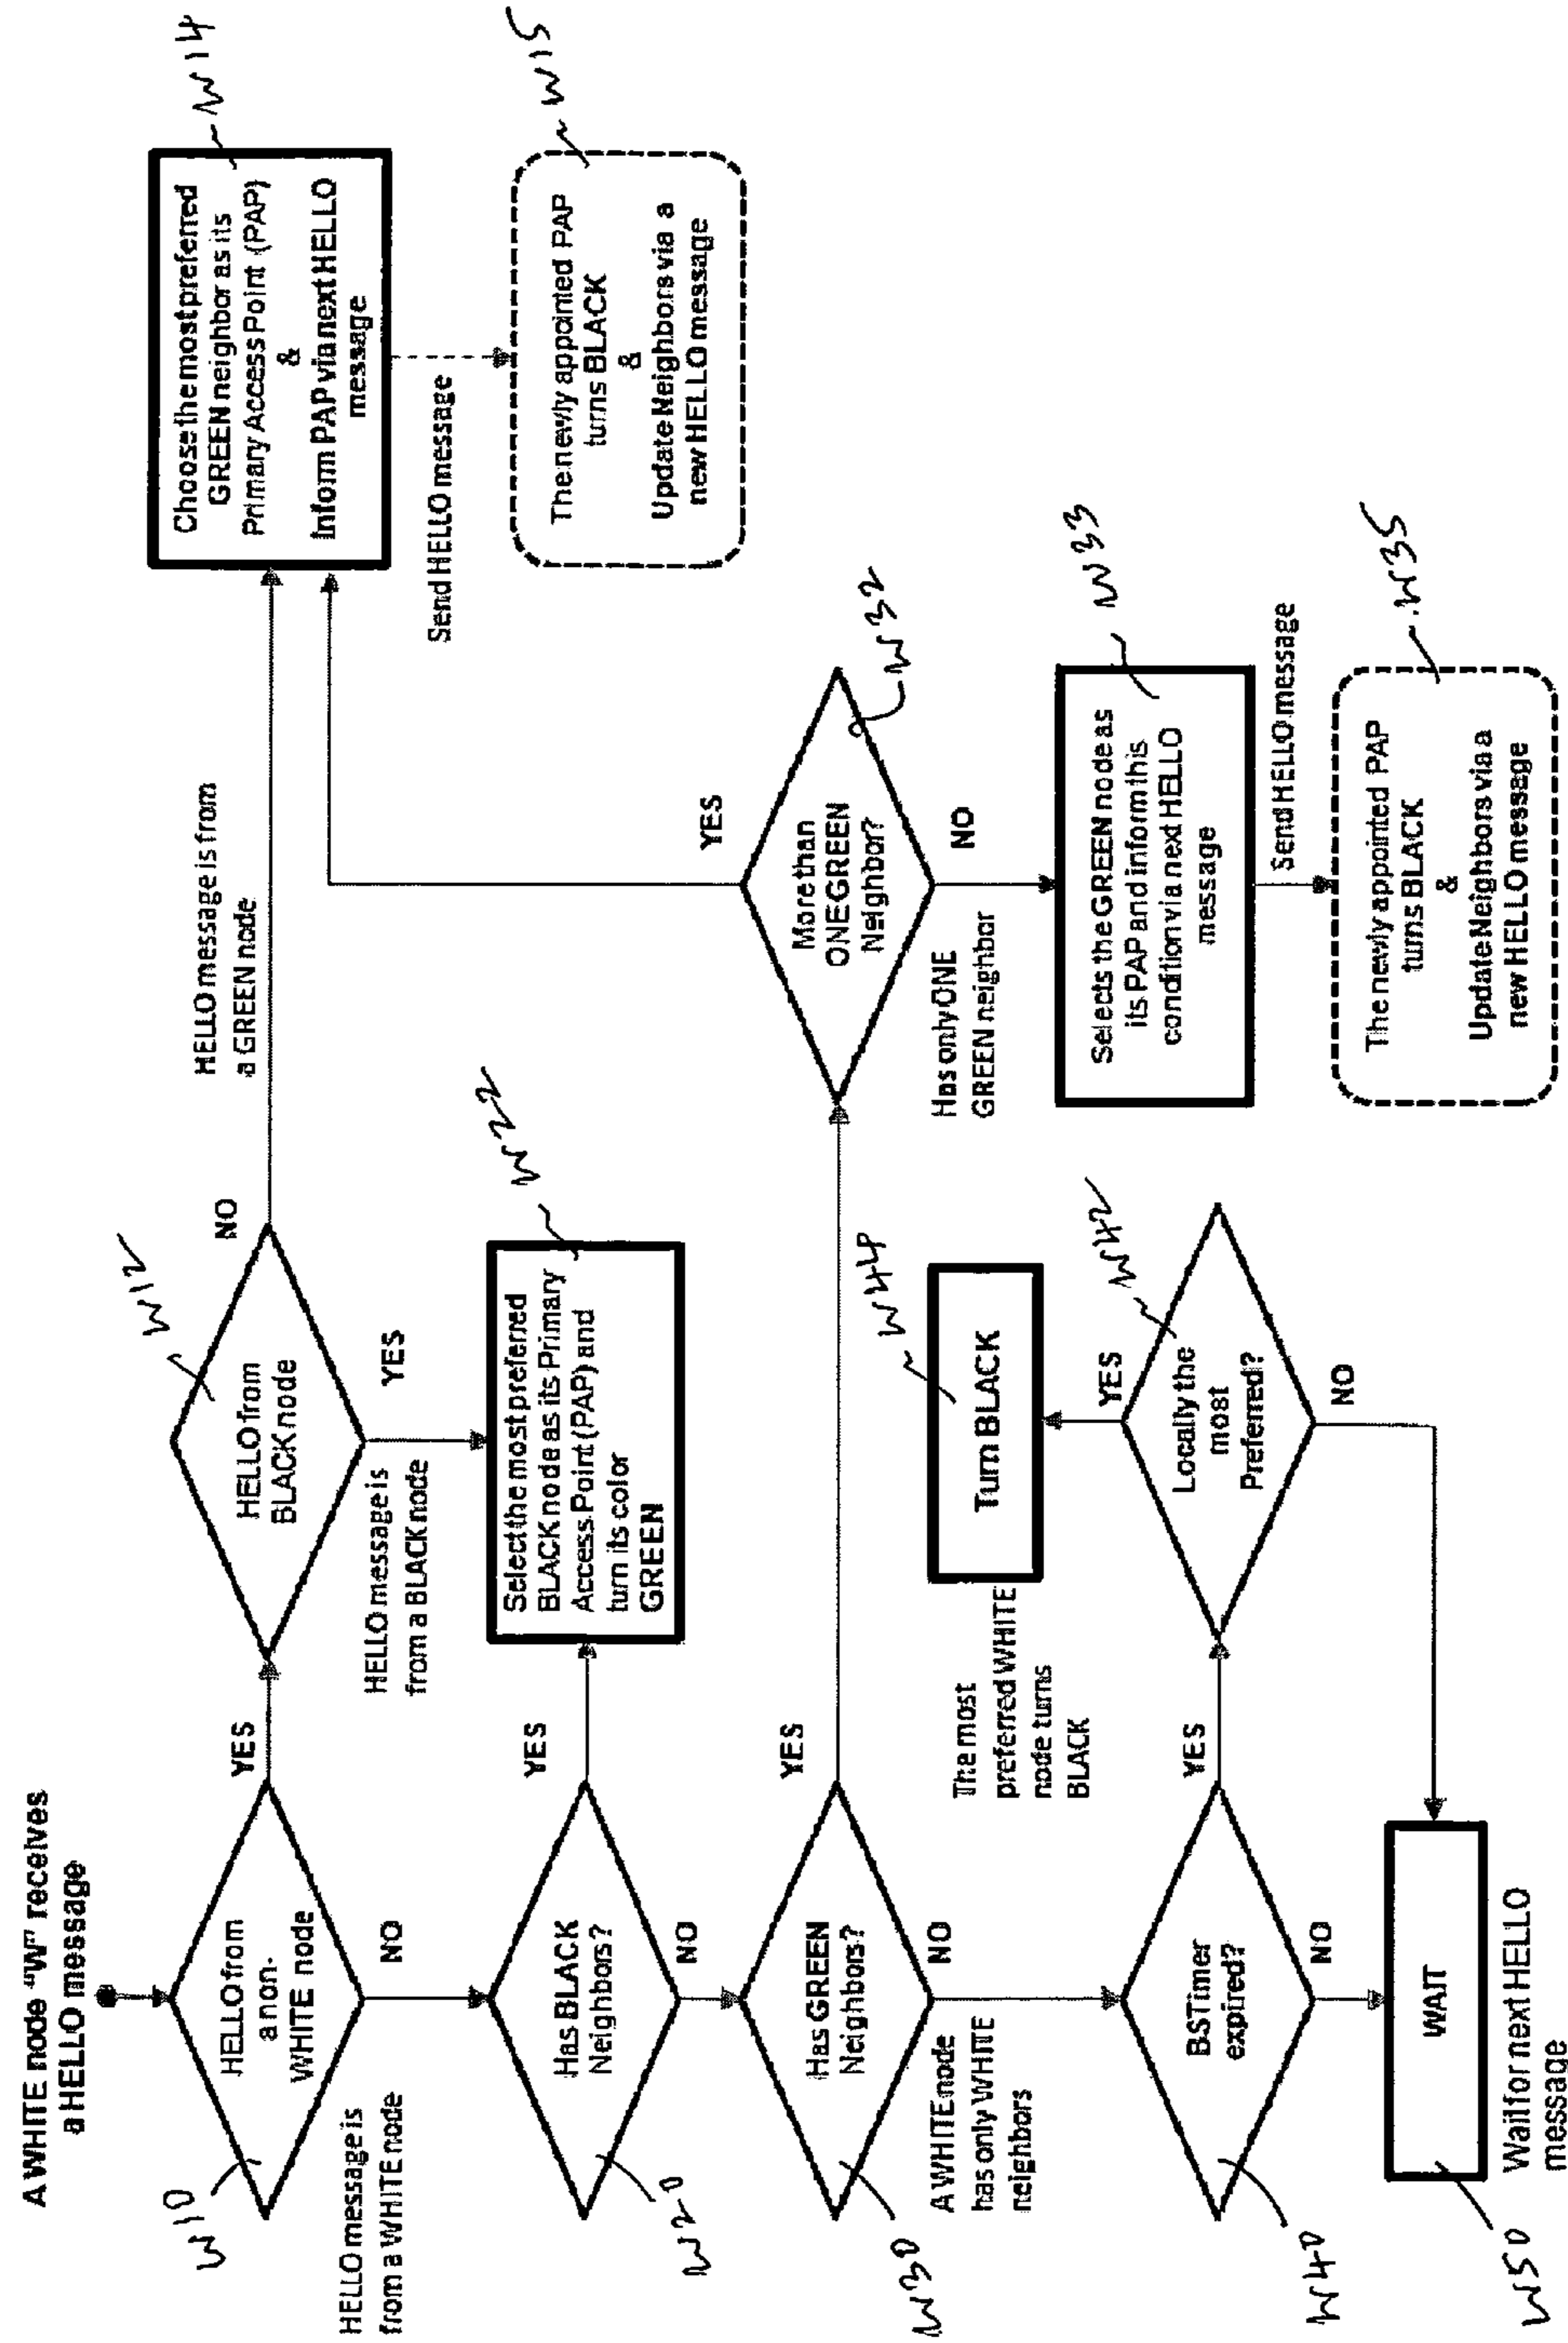 A WHITE node "W" receives
a HELLO message
W10
HELLO from
a non-
WHITE node
YES
NO
HELLO message is
from a WHITE node
W12
HELLO from
BLACK node
NO
YES
HELLO message is
from a BLACK node
HELLO message is from
a GREEN node
W14
Choose the most preferred
GREEN neighbor as its
Primary Access Point (PAP)
&
Inform PAP via next HELLO
message
Send HELLO message
W15
The newly appointed PAP
turns BLACK
&
Update Neighbors via a
new HELLO message
W20
Has BLACK
Neighbors?
YES
NO
W22
Select the most preferred
BLACK node as its Primary
Access Point (PAP) and
turn its color
GREEN
W30
Has GREEN
Neighbors?
YES
NO
A WHITE node
has only WHITE
neighbors
W32
More than
ONE GREEN
Neighbor?
YES
NO
Has only ONE
GREEN neighbor
W33
Selects the GREEN node as
its PAP and inform this
condition via next HELLO
message
Send HELLO message
W35
The newly appointed PAP
turns BLACK
&
Update Neighbors via a
new HELLO message
W40
BSTimer
expired?
YES
NO
W42
Locally the
most
Preferred?
YES
NO
W44
Turn BLACK
The most
preferred WHITE
node turns
BLACK
W50
WAIT
Wait for next HELLO
message